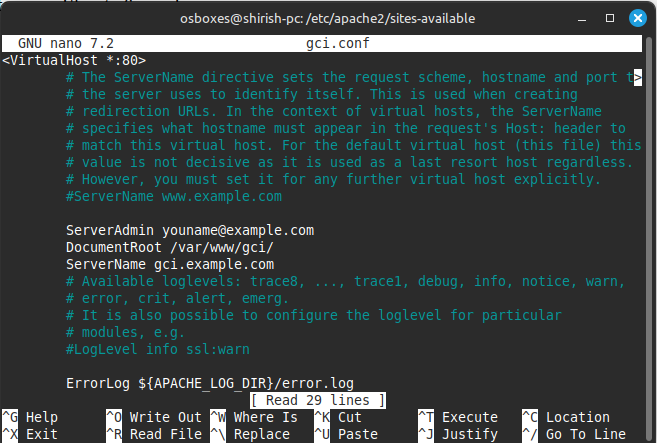 osboxes@shirish-pc: /etc/apache2/sites-available
GNU nano 7.2 gci.conf
<VirtualHost *:80>
# The ServerName directive sets the request scheme, hostname and port t>
# the server uses to identify itself. This is used when creating
# redirection URLs. In the context of virtual hosts, the ServerName
# specifies what hostname must appear in the request's Host: header to
# match this virtual host. For the default virtual host (this file) this
# value is not decisive as it is used as a last resort host regardless.
# However, you must set it for any further virtual host explicitly.
#ServerName www.example.com
ServerAdmin youname@example.com
DocumentRoot /var/www/gci/
ServerName gci.example.com
# Available loglevels: trace8, ..., trace1, debug, info, notice, warn,
# error, crit, alert, emerg.
# It is also possible to configure the loglevel for particular
# modules, e.g.
#LogLevel info ssl:warn
ErrorLog ${APACHE_LOG_DIR}/error.log
[ Read 29 lines ]
^G Help ^O Write Out ^W Where Is ^K Cut ^T Execute ^C Location
^X Exit ^R Read File ^\ Replace ^U Paste ^J Justify ^/ Go To Line